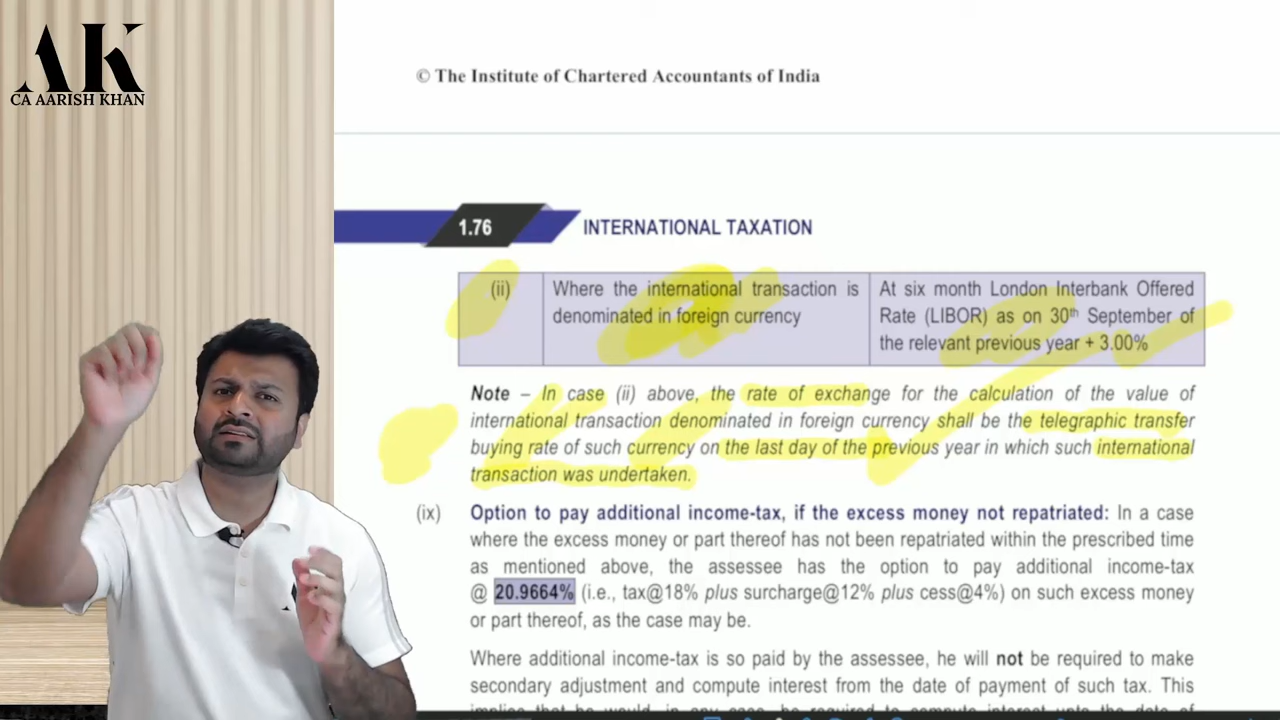 AK
CA AARISH KHAN
© The Institute of Chartered Accountants of India
1.76 INTERNATIONAL TAXATION
(ii) Where the international transaction is denominated in foreign currency
At six month London Interbank Offered Rate (LIBOR) as on 30th September of the relevant previous year + 3.00%
Note – In case (ii) above, the rate of exchange for the calculation of the value of
international transaction denominated in foreign currency shall be the telegraphic transfer
buying rate of such currency on the last day of the previous year in which such international
transaction was undertaken.
(ix) Option to pay additional income-tax, if the excess money not repatriated: In a case
where the excess money or part thereof has not been repatriated within the prescribed time
as mentioned above, the assessee has the option to pay additional income-tax
@ 20.9664% (i.e., tax@18% plus surcharge@12% plus cess@4%) on such excess money
or part thereof, as the case may be.
Where additional income-tax is so paid by the assessee, he will not be required to make
secondary adjustment and compute interest from the date of payment of such tax. This